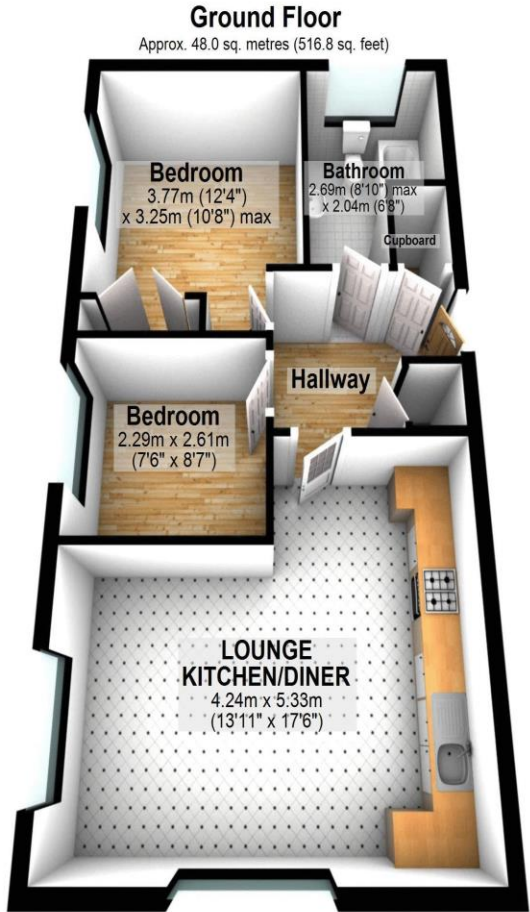 Ground Floor
Approx. 48.0 sq. metres (516.8 sq. feet)
Bedroom
3.77m (12'4")
x 3.25m (10'8") max
Bathroom
2.69m (8'10") max
x 2.04m (6'8")
Cupboard
Hallway
Bedroom
2.29m x 2.61m
(7'6" x 8'7")
LOUNGE
KITCHEN/DINER
4.24m x 5.33m
(13'11" x 17'6")